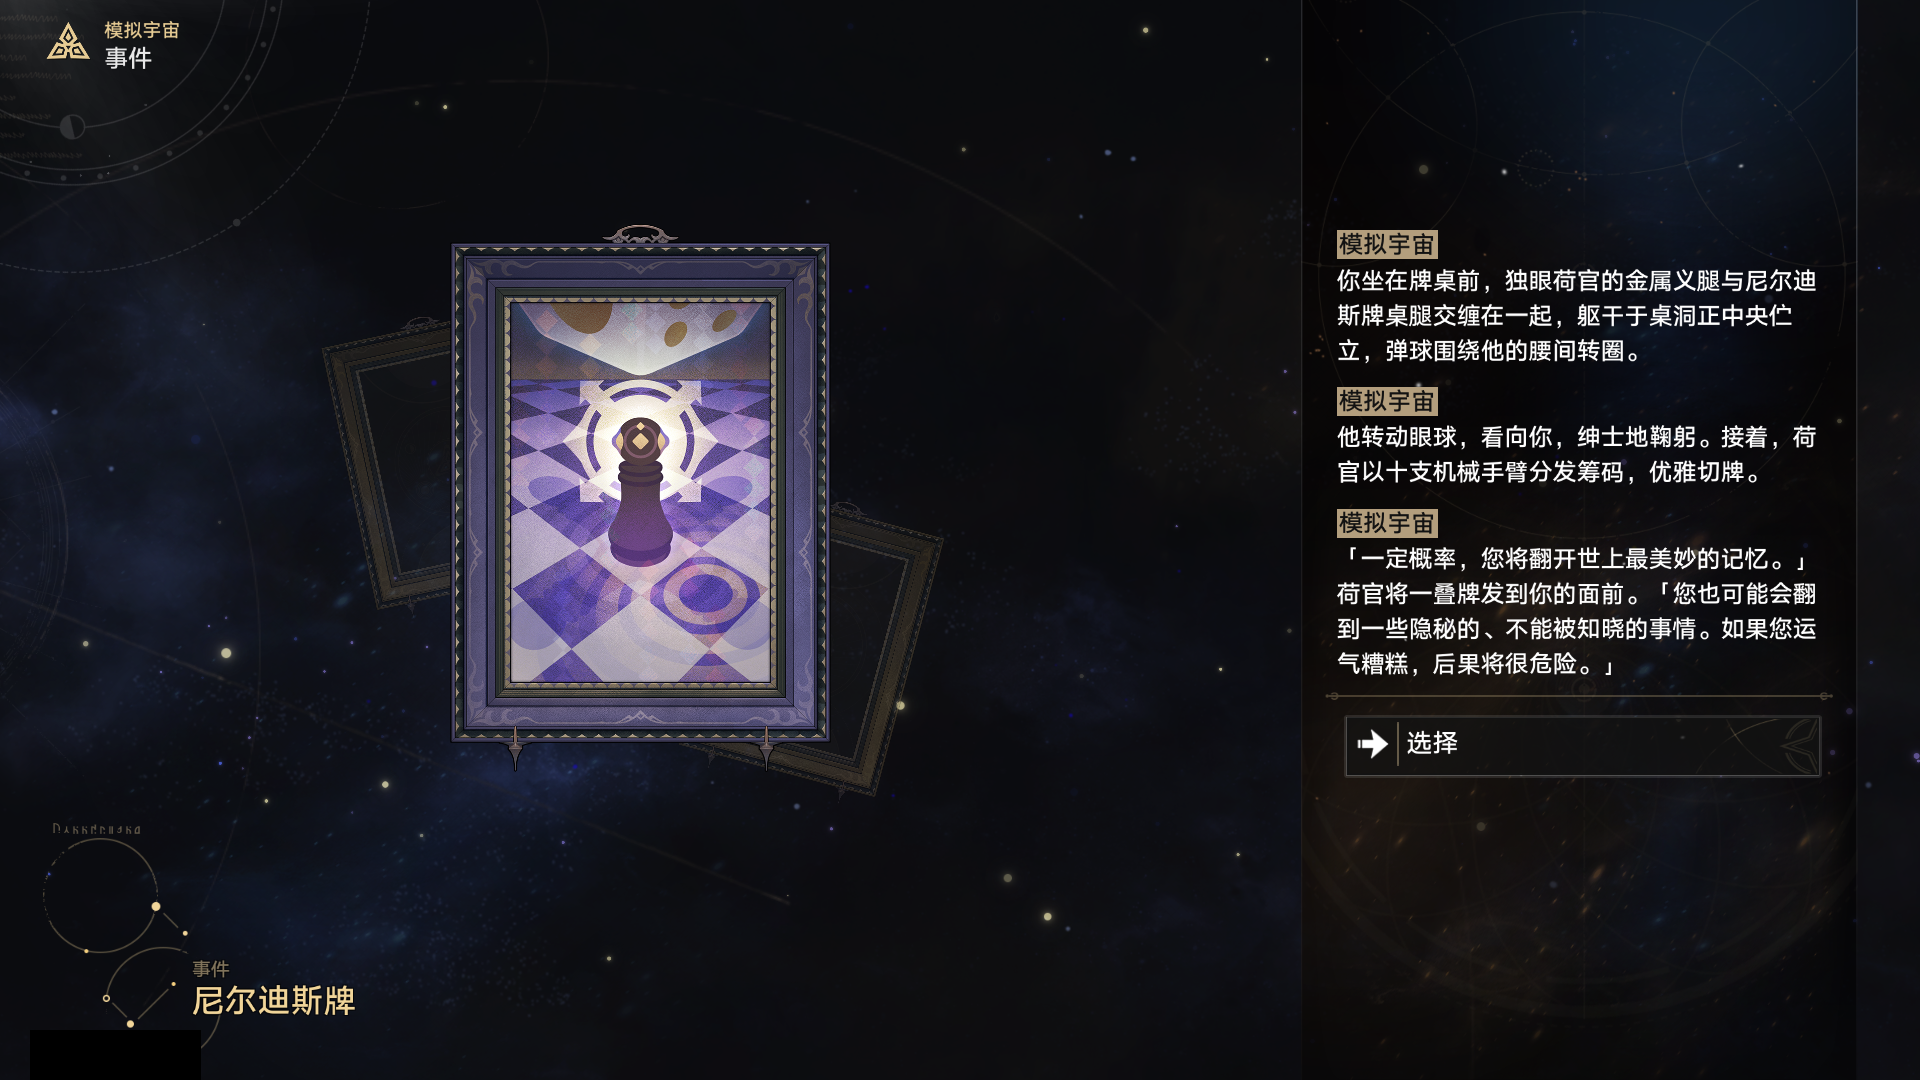 模拟宇宙
事件
模拟宇宙
你坐在牌桌前，独眼荷官的金属义腿与尼尔迪
斯牌桌腿交缠在一起，躯干于桌洞正中央伫
立，弹球围绕他的腰间转圈。
模拟宇宙
他转动眼球，看向你，绅士地鞠躬。接着，荷
官以十支机械手臂分发筹码，优雅切牌。
模拟宇宙
「一定概率，您将翻开世上最美妙的记忆。」
荷官将一叠牌发到你的面前。「您也可能会翻
到一些隐秘的、不能被知晓的事情。如果您运
气糟糕，后果将很危险。」
选择
事件
尼尔迪斯牌